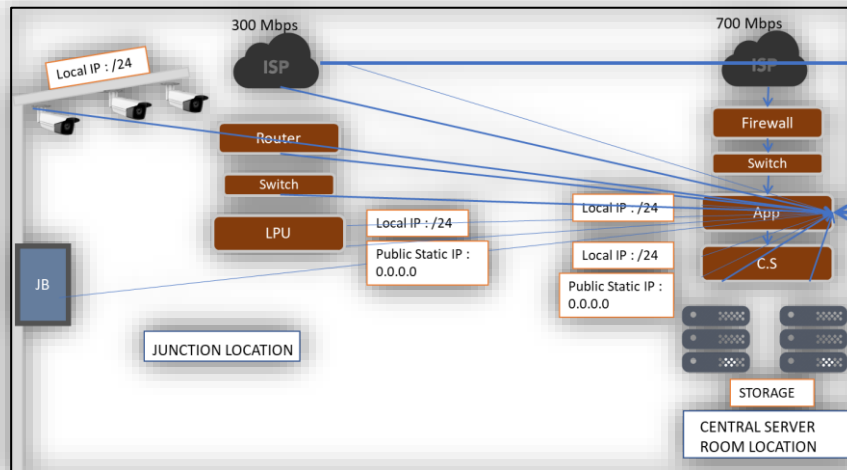 300 Mbps
700 Mbps
ISP
ISP
Local IP : /24
Router
Firewall
Switch
Switch
LPU
Local IP : /24
Public Static IP :
0.0.0.0
Local IP : /24
App
Local IP : /24
C.S
Public Static IP :
0.0.0.0
JB
JUNCTION LOCATION
STORAGE
CENTRAL SERVER
ROOM LOCATION